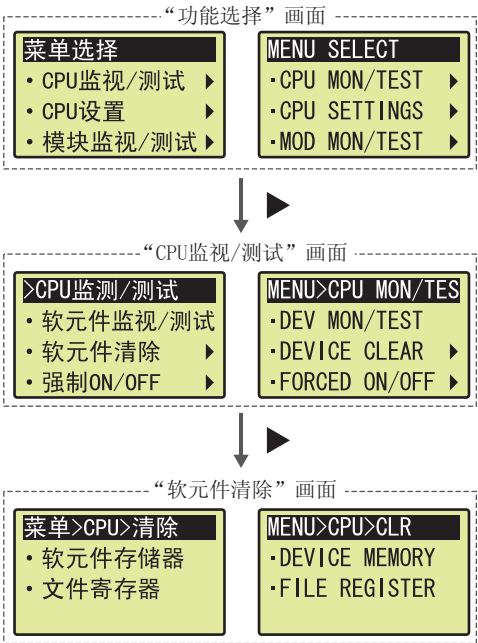 “功能选择”画面
菜单选择
・CPU监视/测试 ▶
・CPU设置 ▶
・模块监视/测试 ▶
MENU SELECT
・CPU MON/TEST ▶
・CPU SETTINGS ▶
・MOD MON/TEST ▶
“CPU监视/测试”画面
>CPU监测/测试
・软元件监视/测试
・软元件清除 ▶
・强制ON/OFF ▶
MENU>CPU MON/TES
・DEV MON/TEST
・DEVICE CLEAR ▶
・FORCED ON/OFF ▶
“软元件清除”画面
菜单>CPU>清除
・软元件存储器
・文件寄存器
MENU>CPU>CLR
・DEVICE MEMORY
・FILE REGISTER